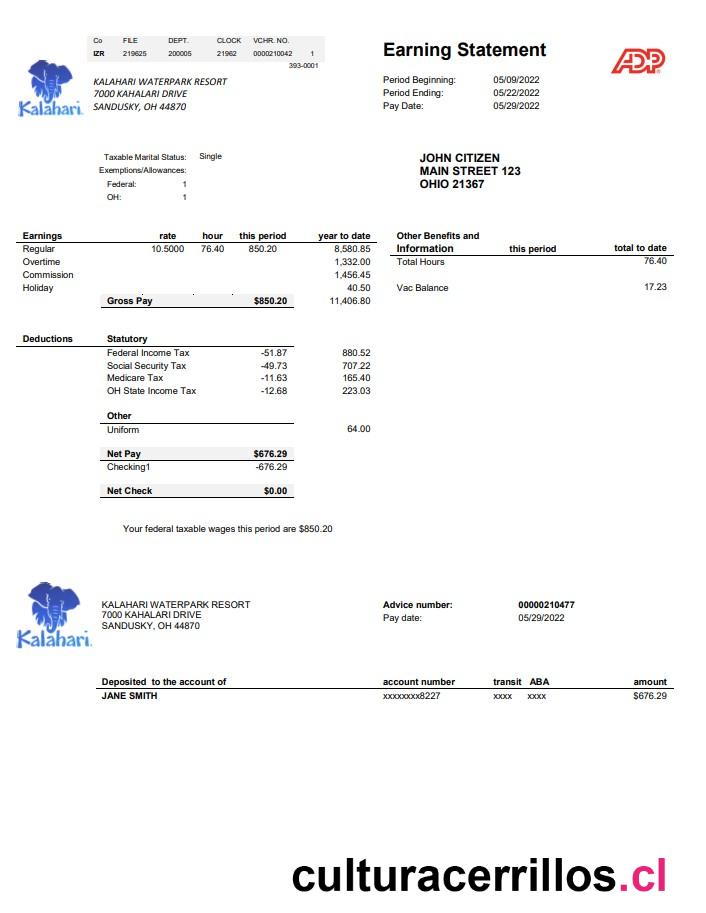 Co FILE DEPT. CLOCK VCHR. NO.
IZR 219625 200005 21962 0000210042 1
393-0001
Kalahari.
KALAHARI WATERPARK RESORT
7000 KAHALARI DRIVE
SANDUSKY, OH 44870
Earning Statement
ADP
Period Beginning: 05/09/2022
Period Ending: 05/22/2022
Pay Date: 05/29/2022
Taxable Marital Status: Single
Exemptions/Allowances:
Federal: 1
OH: 1
JOHN CITIZEN
MAIN STREET 123
OHIO 21367
Earnings rate hour this period year to date
Regular 10.5000 76.40 850.20 8,580.85
Overtime 1,332.00
Commission 1,456.45
Holiday 40.50
Gross Pay $850.20 11,406.80
Other Benefits and
Information this period total to date
Total Hours 76.40
Vac Balance 17.23
Deductions Statutory
Federal Income Tax -51.87 880.52
Social Security Tax -49.73 707.22
Medicare Tax -11.63 165.40
OH State Income Tax -12.68 223.03
Other
Uniform 64.00
Net Pay $676.29
Checking1 -676.29
Net Check $0.00
Your federal taxable wages this period are $850.20
Kalahari.
KALAHARI WATERPARK RESORT
7000 KAHALARI DRIVE
SANDUSKY, OH 44870
Advice number: 00000210477
Pay date: 05/29/2022
Deposited to the account of account number transit ABA amount
JANE SMITH xxxxxxxx8227 xxxx xxxx $676.29
culturacerrillos.cl